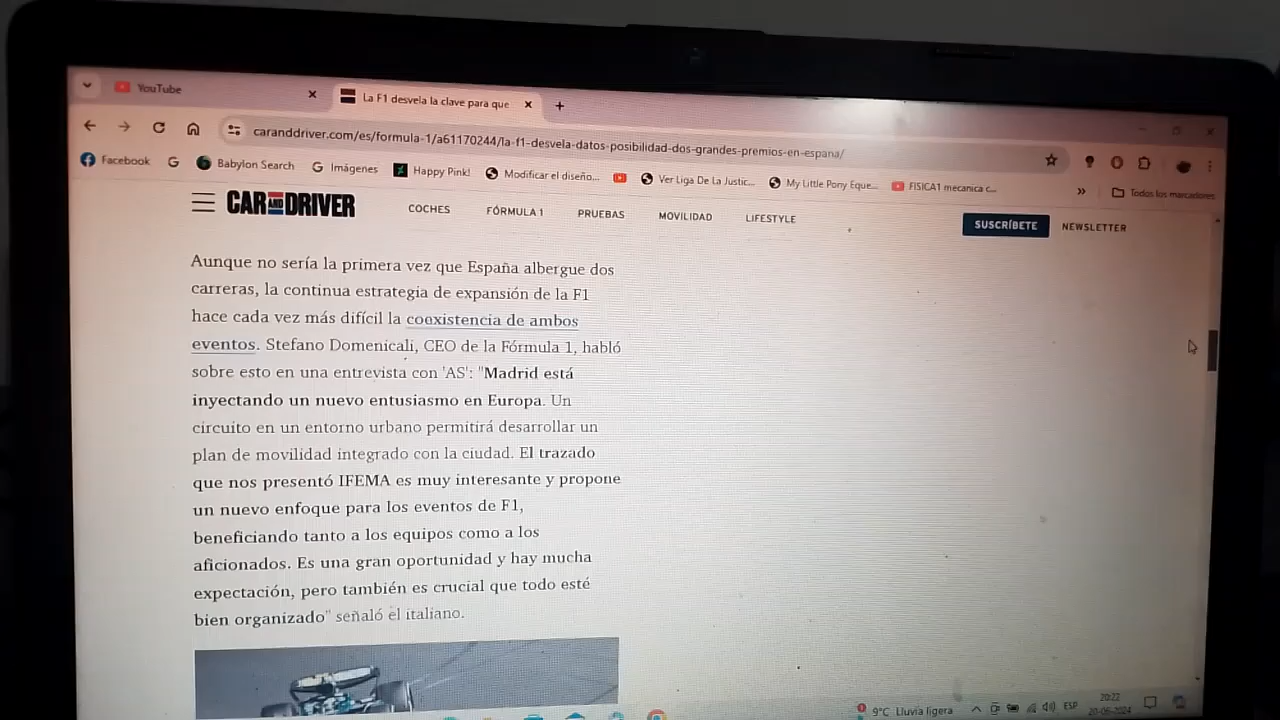 YouTube
La F1 desvela la clave para que
caranddriver.com/es/formula-1/a61170244/la-f1-desvela-datos-posibilidad-dos-grandes-premios-en-espana/
Facebook
Babylon Search
Imágenes
Happy Pink!
Modificar el diseño...
Ver Liga De La Justic...
My Little Pony Eque...
FISICA1 mecanica c...
»
Todos los marcadores
CAR AND DRIVER
COCHES
FÓRMULA 1
PRUEBAS
MOVILIDAD
LIFESTYLE
SUSCRÍBETE
NEWSLETTER
Aunque no sería la primera vez que España albergue dos
carreras, la continua estrategia de expansión de la F1
hace cada vez más difícil la coexistencia de ambos
eventos. Stefano Domenicali, CEO de la Fórmula 1, habló
sobre esto en una entrevista con 'AS': "Madrid está
inyectando un nuevo entusiasmo en Europa. Un
circuito en un entorno urbano permitirá desarrollar un
plan de movilidad integrado con la ciudad. El trazado
que nos presentó IFEMA es muy interesante y propone
un nuevo enfoque para los eventos de F1,
beneficiando tanto a los equipos como a los
aficionados. Es una gran oportunidad y hay mucha
expectación, pero también es crucial que todo esté
bien organizado" señaló el italiano.
9°C Lluvia ligera
ESP
20:22
20-06-2024